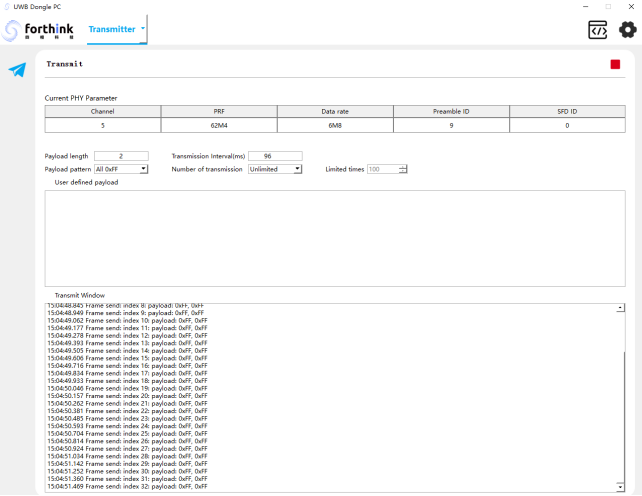 UWB Dongle PC
forthink
Transmitter
Transmit
Current PHY Parameter
Channel PRF Data rate Preamble ID SFD ID
5 62M4 6M8 9 0
Payload length 2 Transmission Interval(ms) 96
Payload pattern All 0xFF Number of transmission Unlimited Limited times 100
User defined payload
Transmit Window
15:04:48.845 Frame send: index 8: payload: 0xFF, 0xFF
15:04:48.949 Frame send: index 9: payload: 0xFF, 0xFF
15:04:49.062 Frame send: index 10: payload: 0xFF, 0xFF
15:04:49.177 Frame send: index 11: payload: 0xFF, 0xFF
15:04:49.278 Frame send: index 12: payload: 0xFF, 0xFF
15:04:49.393 Frame send: index 13: payload: 0xFF, 0xFF
15:04:49.505 Frame send: index 14: payload: 0xFF, 0xFF
15:04:49.606 Frame send: index 15: payload: 0xFF, 0xFF
15:04:49.716 Frame send: index 16: payload: 0xFF, 0xFF
15:04:49.834 Frame send: index 17: payload: 0xFF, 0xFF
15:04:49.933 Frame send: index 18: payload: 0xFF, 0xFF
15:04:50.046 Frame send: index 19: payload: 0xFF, 0xFF
15:04:50.157 Frame send: index 20: payload: 0xFF, 0xFF
15:04:50.262 Frame send: index 21: payload: 0xFF, 0xFF
15:04:50.381 Frame send: index 22: payload: 0xFF, 0xFF
15:04:50.485 Frame send: index 23: payload: 0xFF, 0xFF
15:04:50.593 Frame send: index 24: payload: 0xFF, 0xFF
15:04:50.704 Frame send: index 25: payload: 0xFF, 0xFF
15:04:50.814 Frame send: index 26: payload: 0xFF, 0xFF
15:04:50.924 Frame send: index 27: payload: 0xFF, 0xFF
15:04:51.034 Frame send: index 28: payload: 0xFF, 0xFF
15:04:51.142 Frame send: index 29: payload: 0xFF, 0xFF
15:04:51.252 Frame send: index 30: payload: 0xFF, 0xFF
15:04:51.360 Frame send: index 31: payload: 0xFF, 0xFF
15:04:51.469 Frame send: index 32: payload: 0xFF, 0xFF